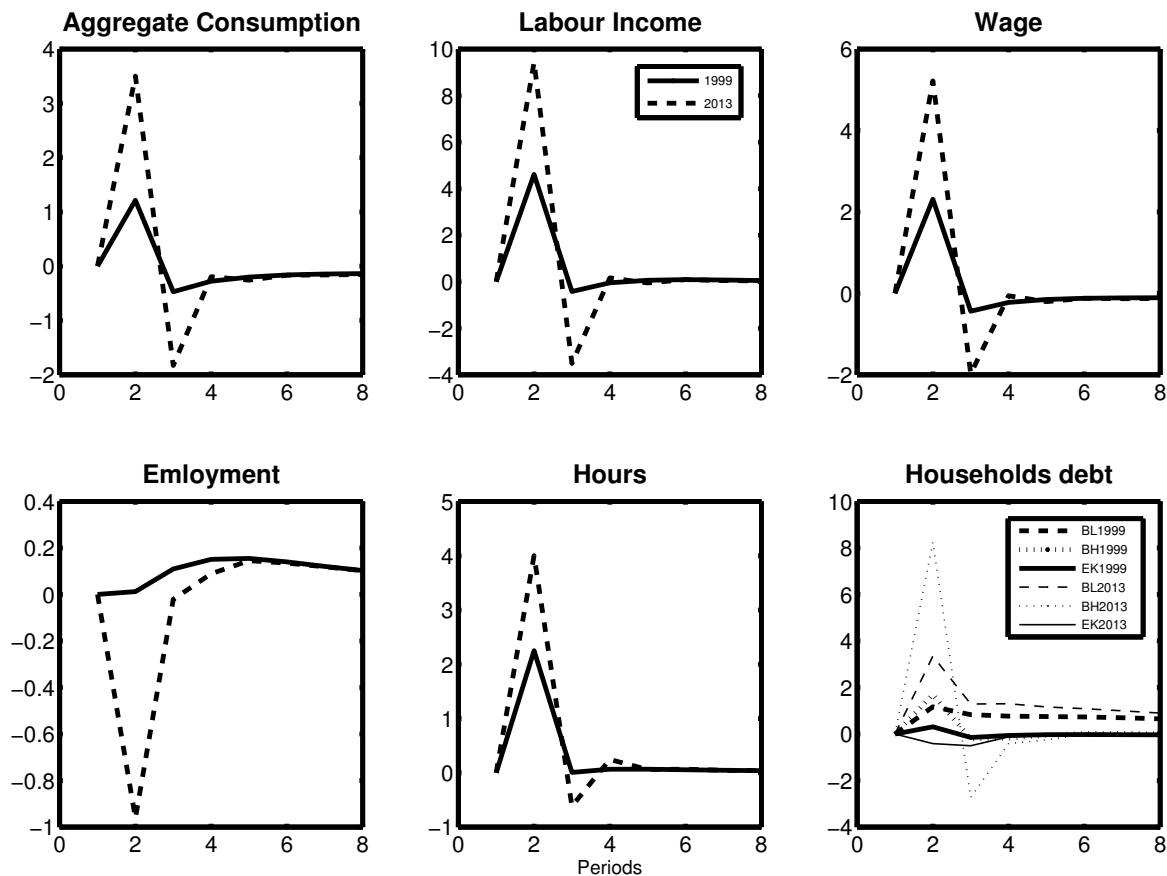 Aggregate Consumption
4
3
2
1
0
−1
−2
0 2 4 6 8
Labour Income
10
8
6
4
2
0
−2
−4
0 2 4 6 8
1999
2013
Wage
6
4
2
0
−2
0 2 4 6 8
Emloyment
0.4
0.2
0
−0.2
−0.4
−0.6
−0.8
−1
0 2 4 6 8
Hours
5
4
3
2
1
0
−1
0 2 4 6 8
Periods
Households debt
10
8
6
4
2
0
−2
−4
0 2 4 6 8
BL1999
BH1999
EK1999
BL2013
BH2013
EK2013